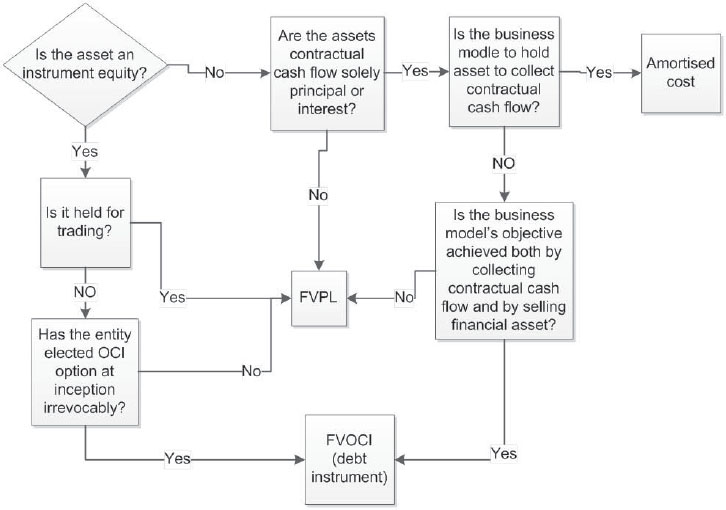 Is the asset an
instrument equity?
No
Are the assets
contractual
cash flow solely
principal or
interest?
Yes
Is the business
modle to hold
asset to collect
contractual
cash flow?
Yes
Amortised
cost
Yes
No
NO
Is it held for
trading?
Yes
NO
FVPL
No
Is the business
model's objective
achieved both by
collecting
contractual cash
flow and by selling
financial asset?
Has the entity
elected OCI
option at
inception
irrevocably?
No
Yes
FVOCI
(debt
instrument)
Yes